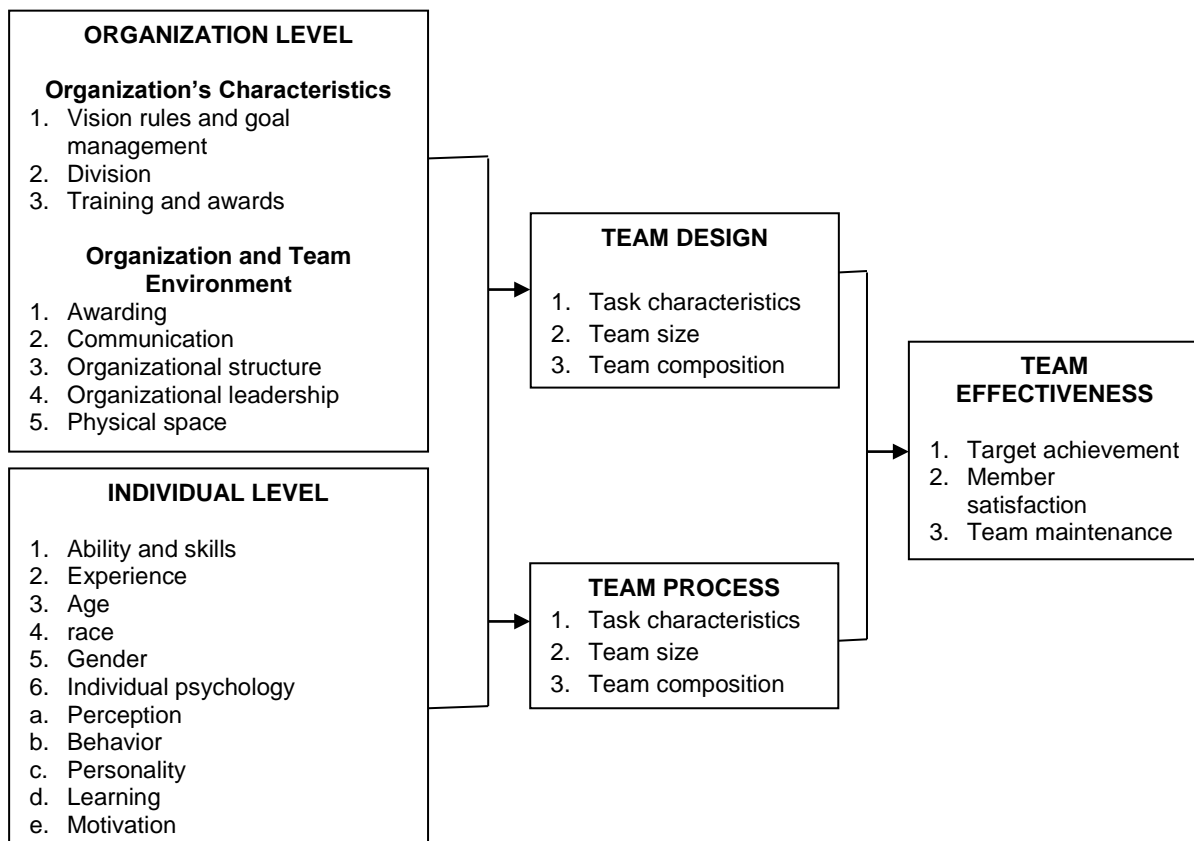 ORGANIZATION LEVEL
Organization’s Characteristics
1. Vision rules and goal
management
2. Division
3. Training and awards
Organization and Team
Environment
1. Awarding
2. Communication
3. Organizational structure
4. Organizational leadership
5. Physical space
INDIVIDUAL LEVEL
1. Ability and skills
2. Experience
3. Age
4. race
5. Gender
6. Individual psychology
a. Perception
b. Behavior
c. Personality
d. Learning
e. Motivation
TEAM DESIGN
1. Task characteristics
2. Team size
3. Team composition
TEAM PROCESS
1. Task characteristics
2. Team size
3. Team composition
TEAM
EFFECTIVENESS
1. Target achievement
2. Member
satisfaction
3. Team maintenance